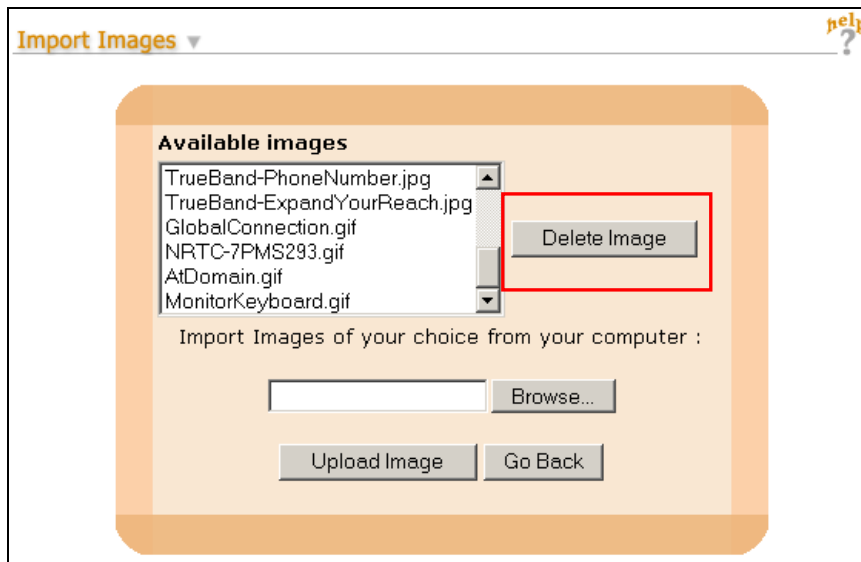 Import Images
help
?
Available images
TrueBand-PhoneNumber.jpg
TrueBand-ExpandYourReach.jpg
GlobalConnection.gif
NRTC-7PMS293.gif
AtDomain.gif
MonitorKeyboard.gif
Delete Image
Import Images of your choice from your computer :
Browse...
Upload Image Go Back